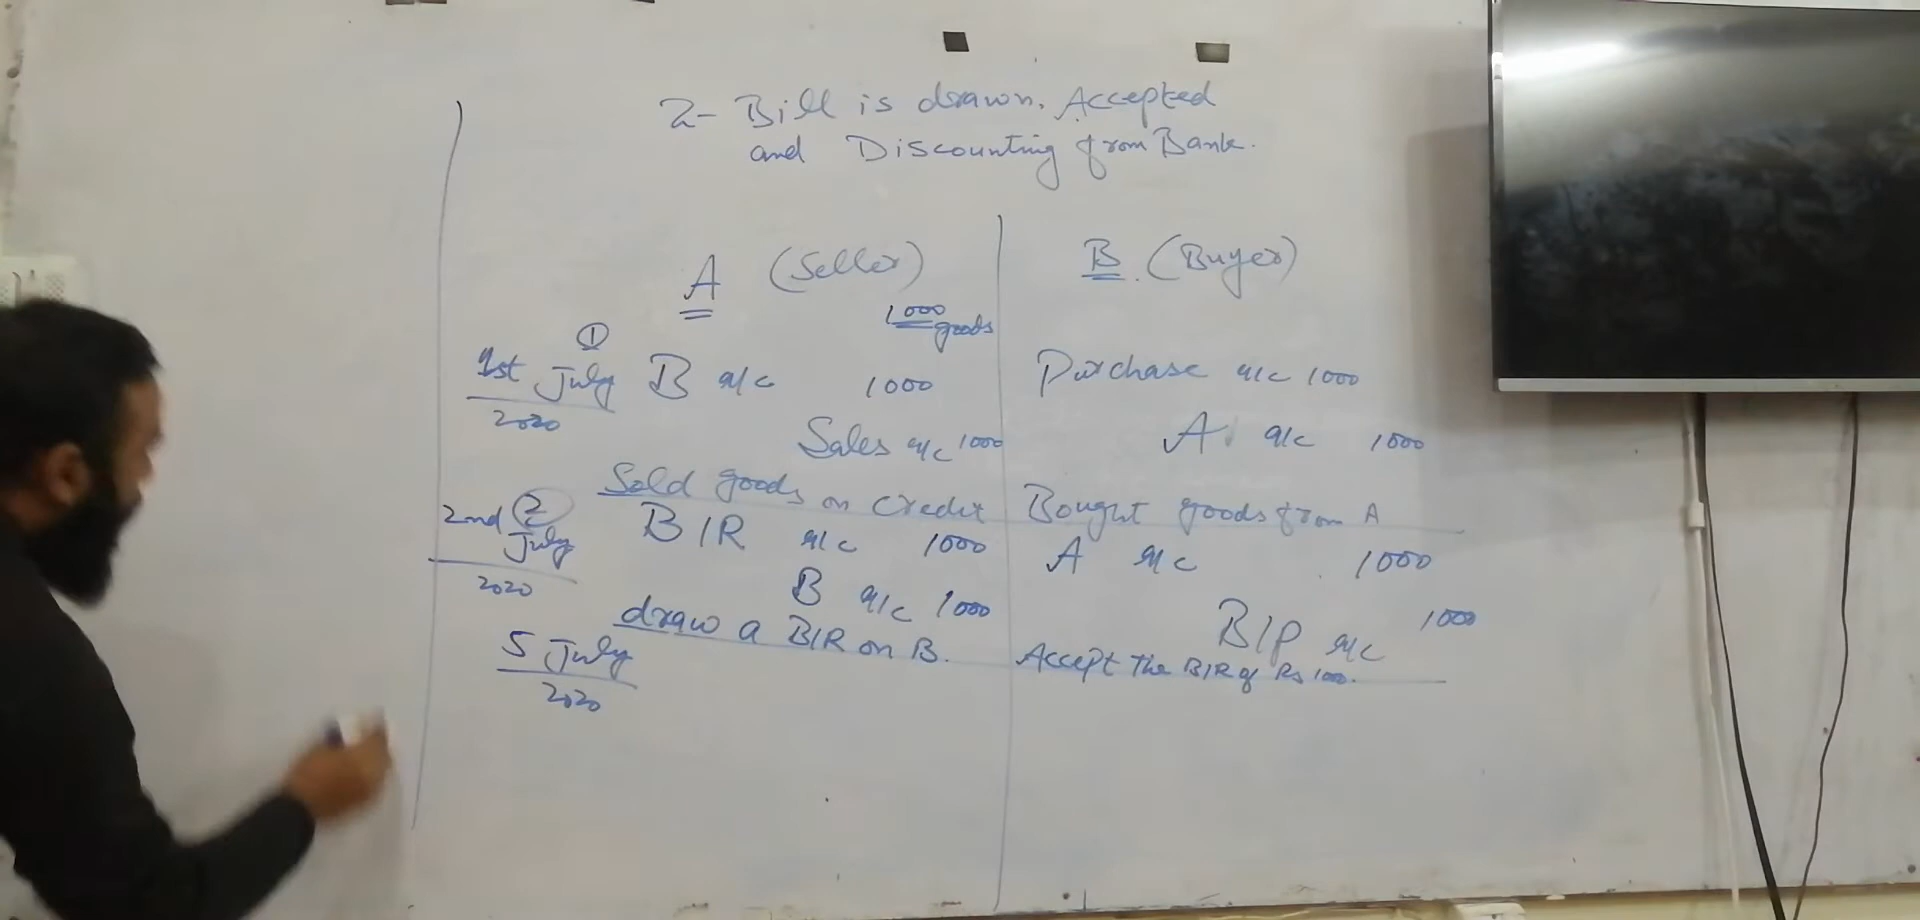 2- Bill is drawn. Accepted
and Discounting from Bank.
A (Seller)
1000 goods
1
1st July B a/c 1000
2020
Sales a/c 1000
Sold goods on credit
2nd 2 July B/R a/c 1000
2020
B a/c 1000
draw a B/R on B.
5 July
2020
B. (Buyer)
Purchase a/c 1000
A a/c 1000
Bought goods from A
A a/c 1000
B/P a/c 1000
Accept the B/R of Rs 1000.